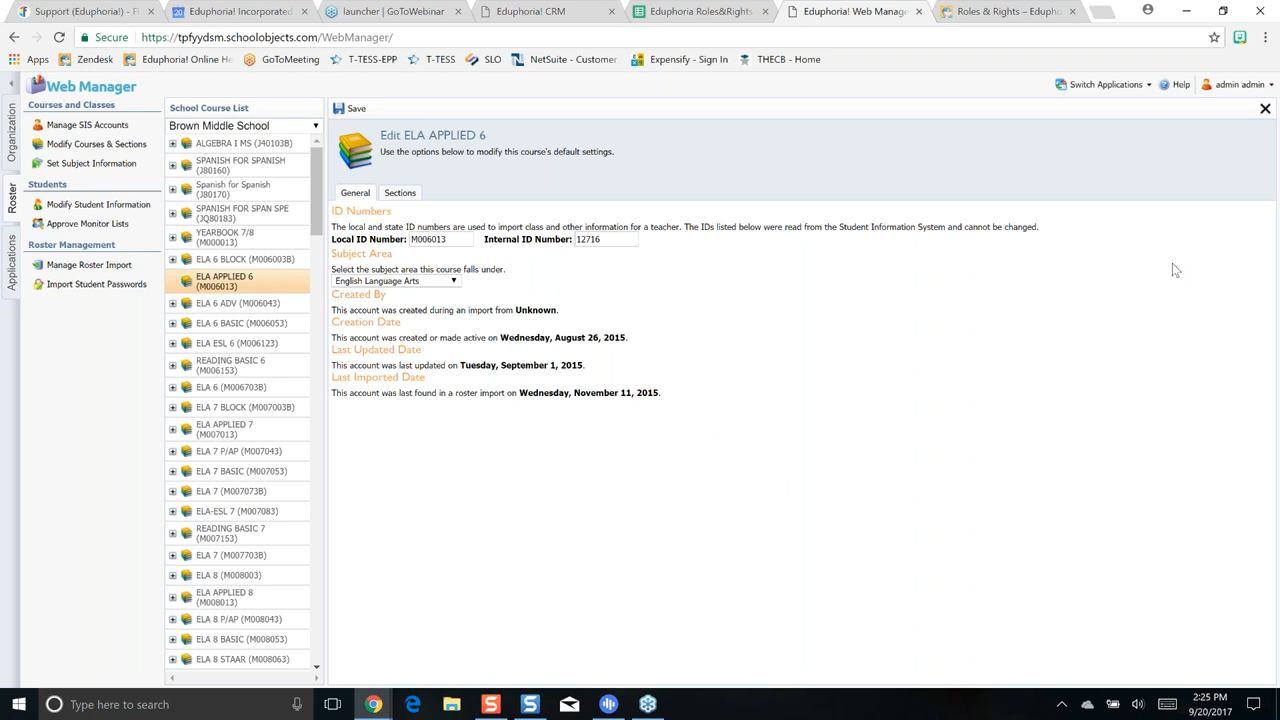 Support (Eduphoria!) - Fi
Eduphoria! Incorporated
launcher | GoToWebinar
Eduphoria! CRM
Eduphoria Roles&Rights
Eduphoria! Web Manage
Roles & Rights – Eduphor
Secure
https://tpfyydsm.schoolobjects.com/WebManager/
Apps
Zendesk
Eduphoria! Online He
GoToMeeting
T-TESS-EPP
T-TESS
SLO
NetSuite - Customer
Expensify - Sign In
THECB - Home
Web Manager
Switch Applications
Help
admin admin
Organization
Roster
Applications
Courses and Classes
Manage SIS Accounts
Modify Courses & Sections
Set Subject Information
Students
Modify Student Information
Approve Monitor Lists
Roster Management
Manage Roster Import
Import Student Passwords
School Course List
Brown Middle School
ALGEBRA I MS (J40103B)
SPANISH FOR SPANISH
(J80160)
Spanish for Spanish
(J80170)
SPANISH FOR SPAN SPE
(JQ80183)
YEARBOOK 7/8
(M000013)
ELA 6 BLOCK (M006003B)
ELA APPLIED 6
(M006013)
ELA 6 ADV (M006043)
ELA 6 BASIC (M006053)
ELA ESL 6 (M006123)
READING BASIC 6
(M006153)
ELA 6 (M006703B)
ELA 7 BLOCK (M007003B)
ELA APPLIED 7
(M007013)
ELA 7 P/AP (M007043)
ELA 7 BASIC (M007053)
ELA 7 (M007073B)
ELA-ESL 7 (M007083)
READING BASIC 7
(M007153)
ELA 7 (M007703B)
ELA 8 (M008003)
ELA APPLIED 8
(M008013)
ELA 8 P/AP (M008043)
ELA 8 BASIC (M008053)
ELA 8 STAAR (M008063)
Save
Edit ELA APPLIED 6
Use the options below to modify this course's default settings.
General
Sections
ID Numbers
The local and state ID numbers are used to import class and other information for a teacher. The IDs listed below were read from the Student Information System and cannot be changed.
Local ID Number: M006013 Internal ID Number: 12716
Subject Area
Select the subject area this course falls under.
English Language Arts
Created By
This account was created during an import from Unknown.
Creation Date
This account was created or made active on Wednesday, August 26, 2015.
Last Updated Date
This account was last updated on Tuesday, September 1, 2015.
Last Imported Date
This account was last found in a roster import on Wednesday, November 11, 2015.
Type here to search
2:25 PM
9/20/2017